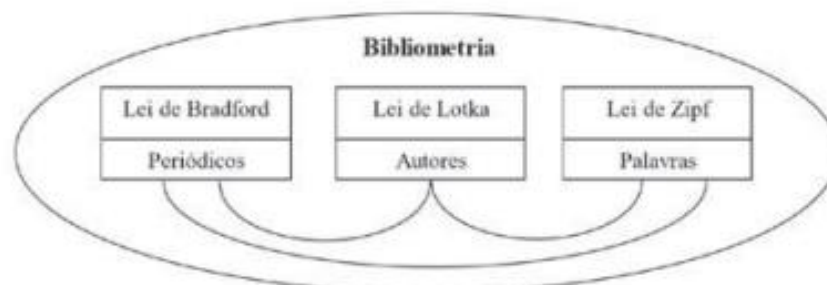 Bibliometria
Lei de Bradford
Lei de Lotka
Lei de Zipf
Periódicos
Autores
Palavras